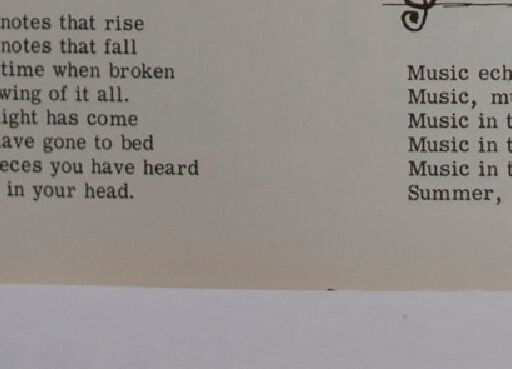 notes that rise
notes that fall
time when broken
wing of it all.
ight has come
ave gone to bed
eces you have heard
in your head.
Music ech
Music, mu
Music in t
Music in t
Music in t
Summer,